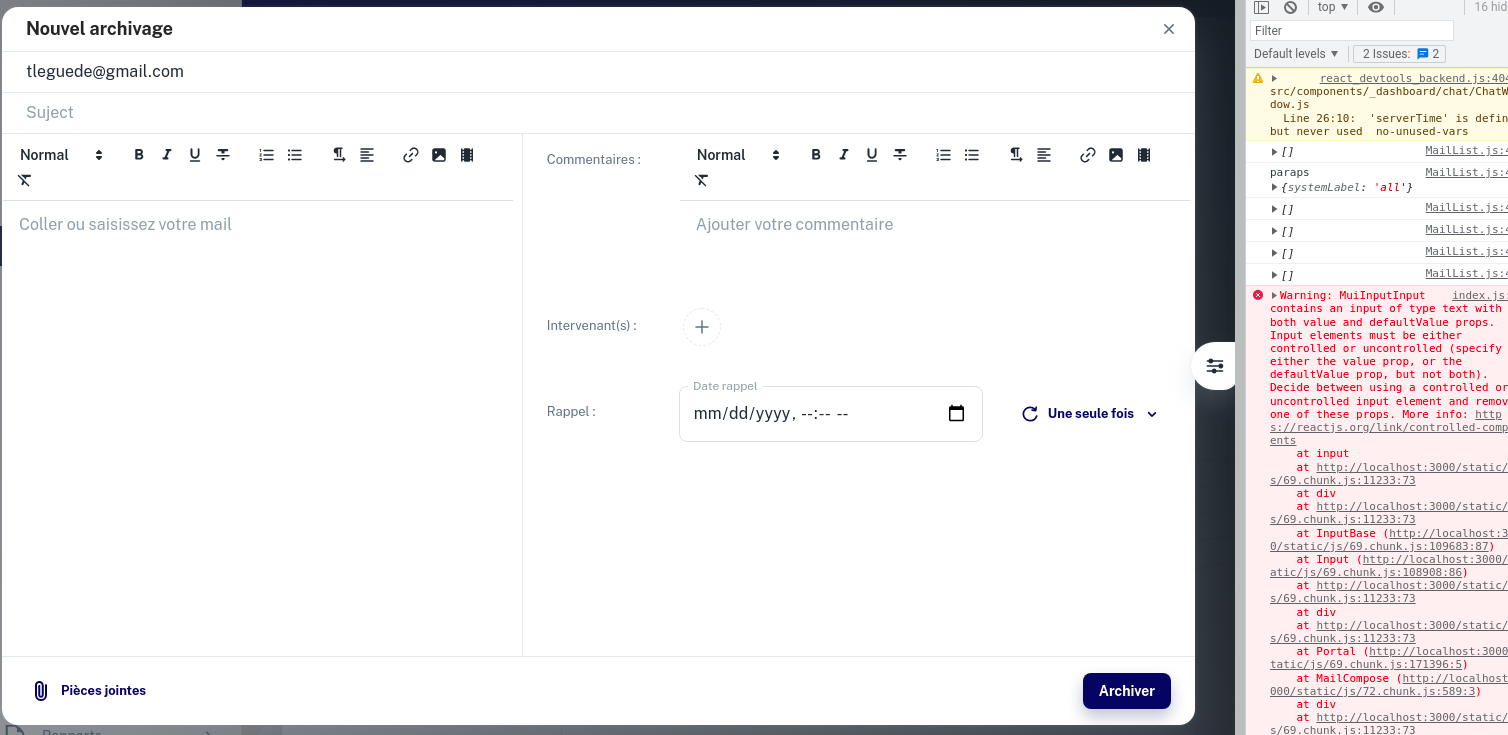 Nouvel archivage
tleguede@gmail.com
Suject
Normal
Coller ou saisissez votre mail
Commentaires :
Normal
Ajouter votre commentaire
Intervenant(s) :
Rappel :
Date rappel
mm/dd/yyyy, --:-- --
Une seule fois
Pièces jointes
Archiver
Rapports
top
16 hid
Filter
Default levels
2 Issues: 2
react_devtools_backend.js:404
src/components/_dashboard/chat/ChatW
dow.js
Line 26:10: 'serverTime' is defin
but never used no-unused-vars
[] MailList.js:4
paraps MailList.js:4
{systemLabel: 'all'}
[] MailList.js:4
[] MailList.js:4
[] MailList.js:4
[] MailList.js:4
Warning: MuiInputInput index.js:
contains an input of type text with
both value and defaultValue props.
Input elements must be either
controlled or uncontrolled (specify
either the value prop, or the
defaultValue prop, but not both).
Decide between using a controlled or
uncontrolled input element and remov
one of these props. More info: http
s://reactjs.org/link/controlled-comp
ents
at input
at http://localhost:3000/static/
s/69.chunk.js:11233:73
at div
at http://localhost:3000/static/
s/69.chunk.js:11233:73
at InputBase (http://localhost:3
0/static/js/69.chunk.js:109683:87)
at Input (http://localhost:3000/
atic/js/69.chunk.js:108908:86)
at http://localhost:3000/static/
s/69.chunk.js:11233:73
at div
at http://localhost:3000/static/
s/69.chunk.js:11233:73
at Portal (http://localhost:3000
tatic/js/69.chunk.js:171396:5)
at MailCompose (http://localhost
000/static/js/72.chunk.js:589:3)
at div
at http://localhost:3000/static/
s/69.chunk.js:11233:73